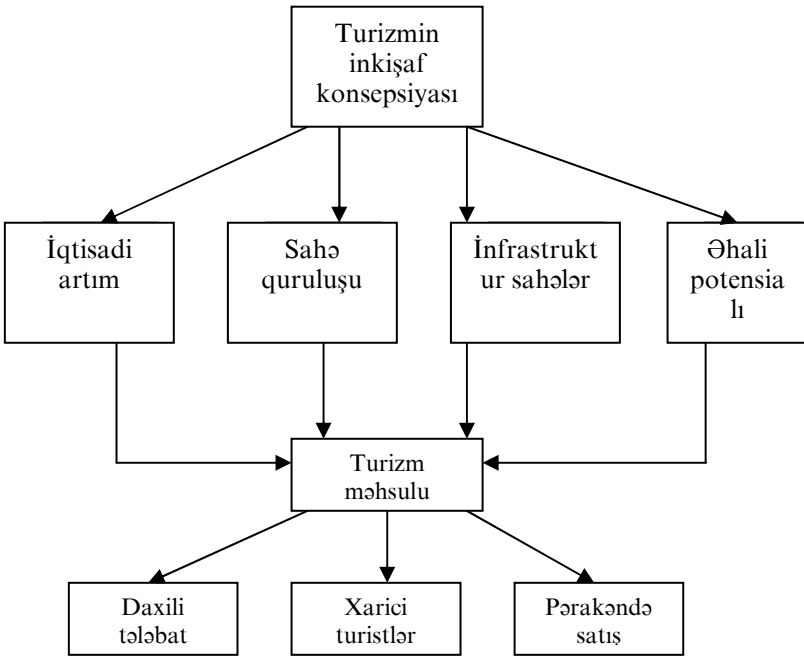 Turizmin
inkişaf
konsepsiyası
İqtisadi
artım
Sahə
quruluşu
İnfrastrukt
ur sahələr
Əhali
potensia
lı
Turizm
məhsulu
Daxili
tələbat
Xarici
turistlər
Pərakəndə
satış